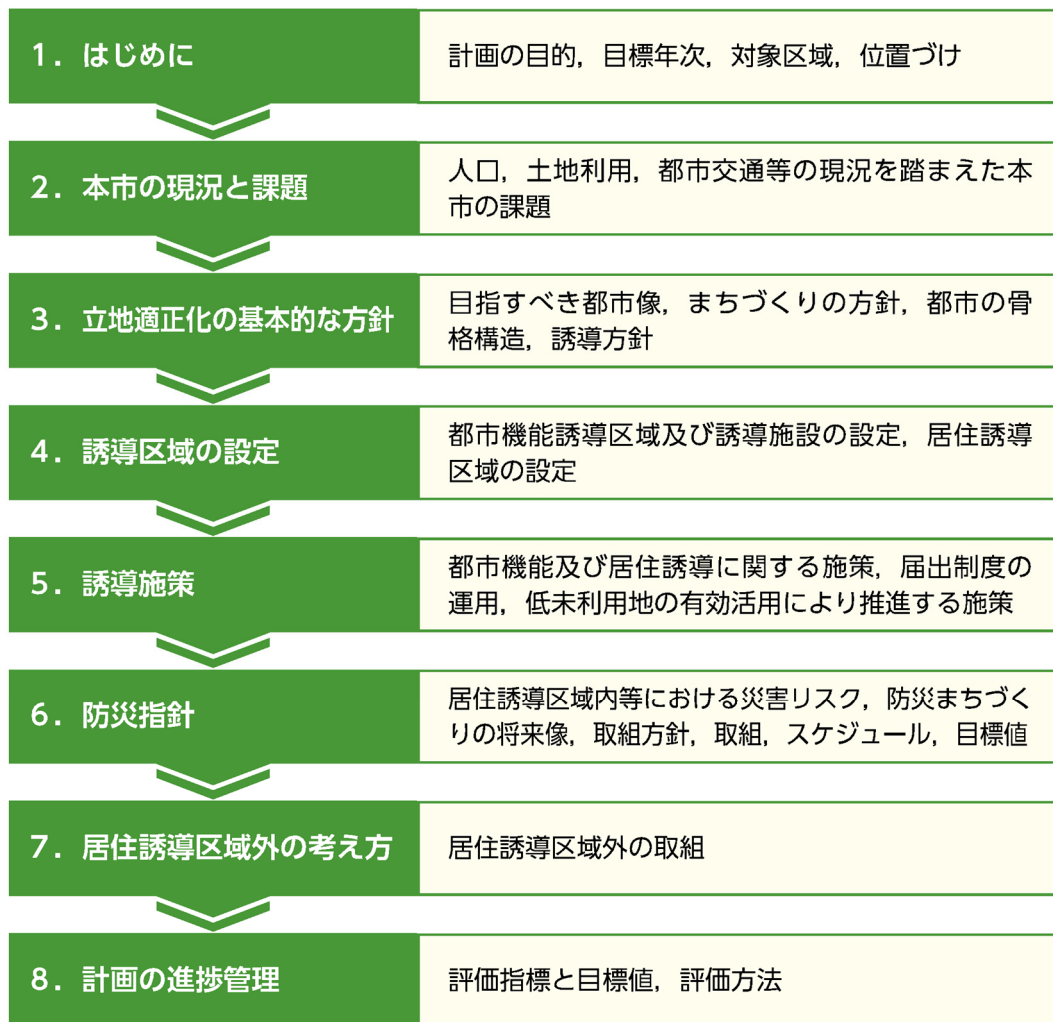 1．はじめに
計画の目的，目標年次，対象区域，位置づけ
2．本市の現況と課題
人口，土地利用，都市交通等の現況を踏まえた本
市の課題
3．立地適正化の基本的な方針
目指すべき都市像，まちづくりの方針，都市の骨
格構造，誘導方針
4．誘導区域の設定
都市機能誘導区域及び誘導施設の設定，居住誘導
区域の設定
5．誘導施策
都市機能及び居住誘導に関する施策，届出制度の
運用，低未利用地の有効活用により推進する施策
6．防災指針
居住誘導区域内等における災害リスク，防災まちづく
りの将来像，取組方針，取組，スケジュール，目標値
7．居住誘導区域外の考え方
居住誘導区域外の取組
8．計画の進捗管理
評価指標と目標値，評価方法